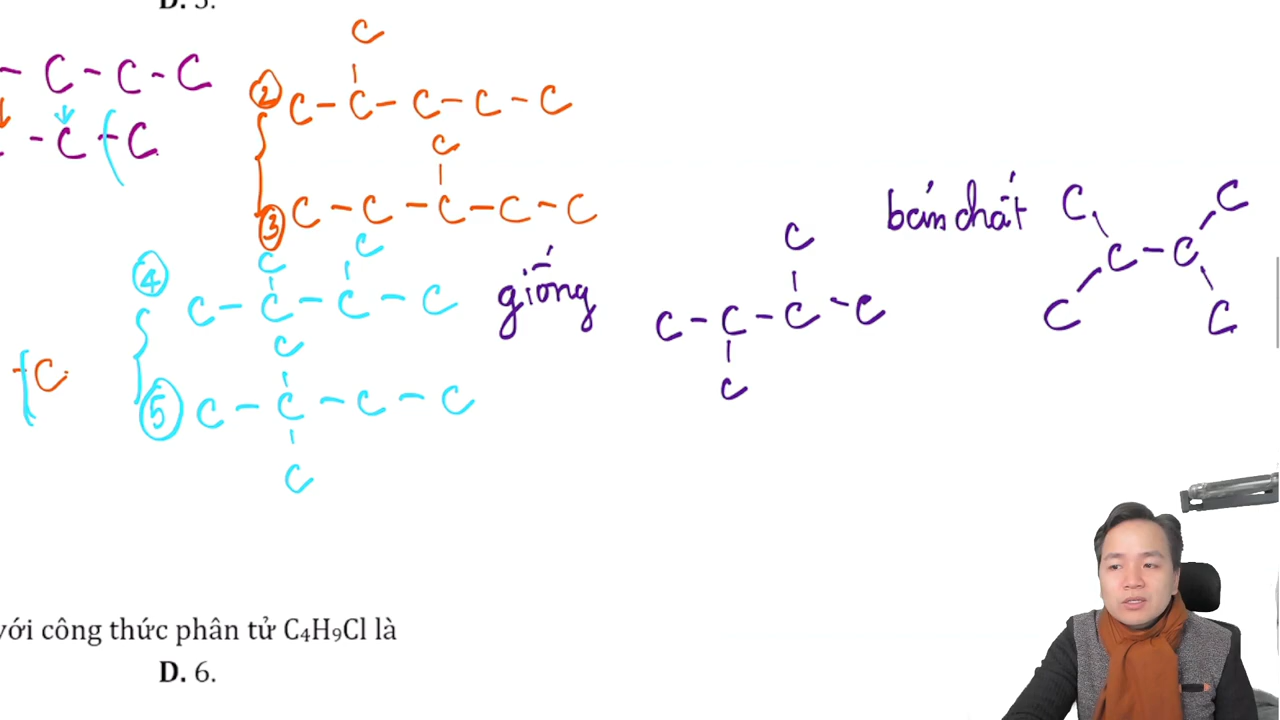 D. 5.
C
– C – C – C
② C – C – C – C – C
– C – C
C
③ C – C – C – C – C
C
C
④ C – C – C – C
giống
C
C – C – C – C
C
bản chất
C
C
C – C
C
C
– C
C
⑤ C – C – C – C
C
với công thức phân tử C₄H₉Cl là
D. 6.